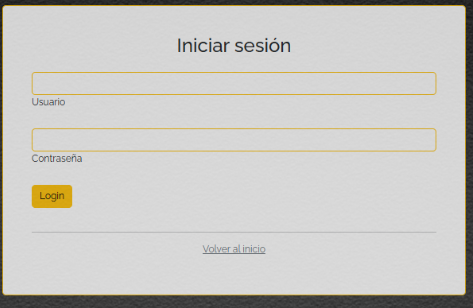 Iniciar sesión
Usuario
Contraseña
Login
Volver al inicio